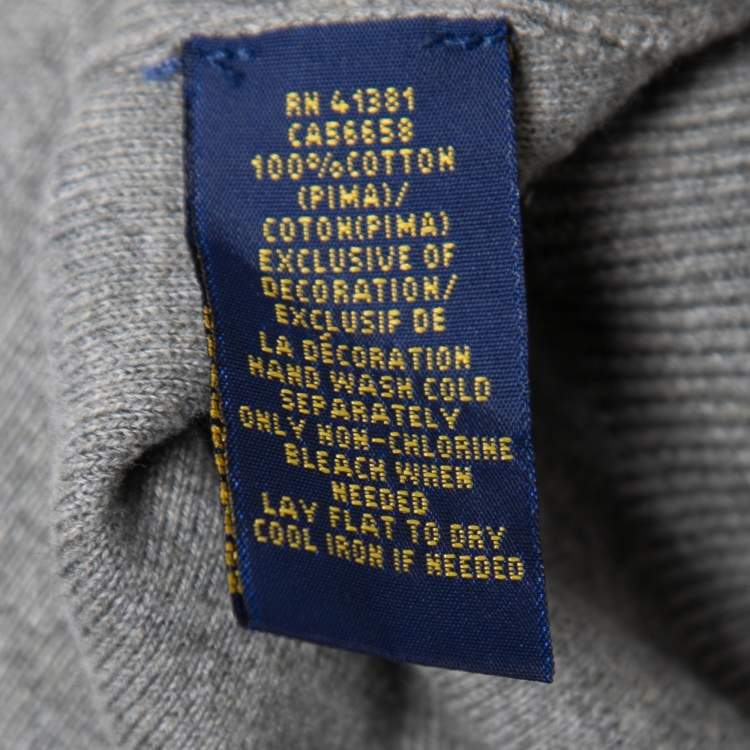 RN 41381
CA56658
100%COTTON
(PIMA)/
COTON(PIMA)
EXCLUSIVE OF
DECORATION/
EXCLUSIF DE
LA DÉCORATION
HAND WASH COLD
SEPARATELY
ONLY NON-CHLORINE
BLEACH WHEN
NEEDED
LAY FLAT TO DRY
COOL IRON IF NEEDED